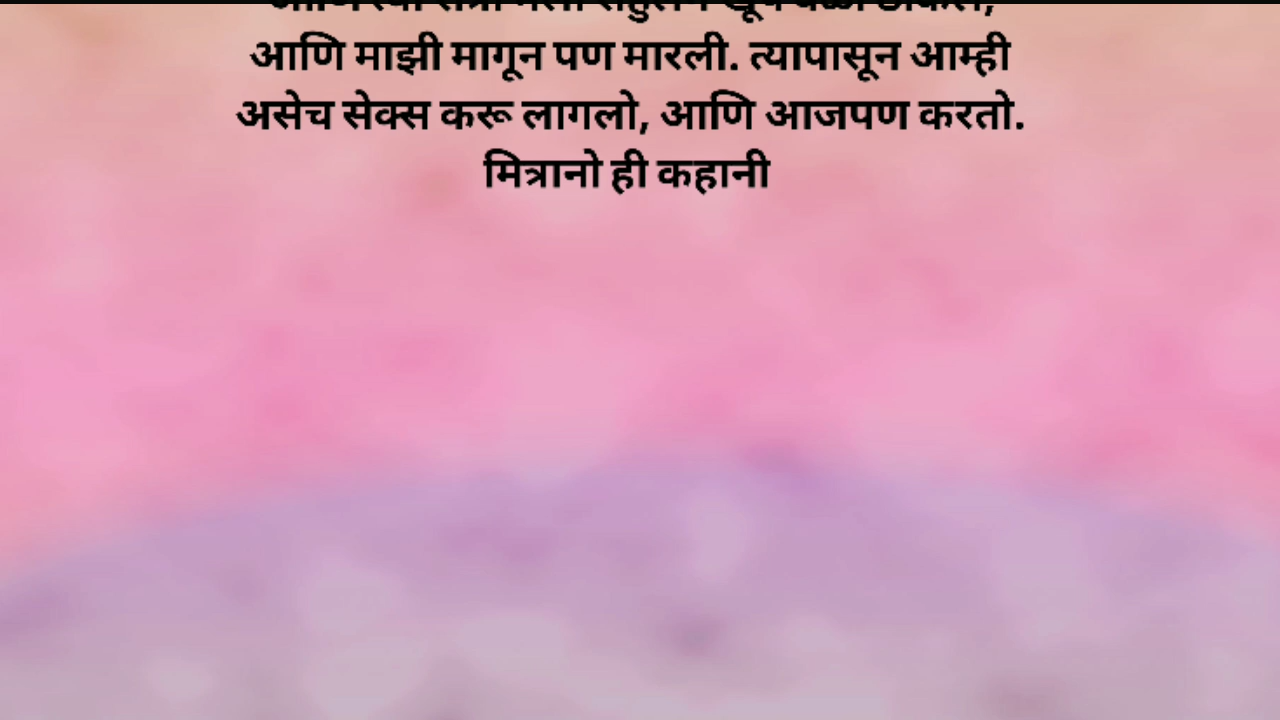 आणि माझी मागून पण मारली. त्यापासून आम्ही
असेच सेक्स करू लागलो, आणि आजपण करतो.
मित्रानो ही कहानी